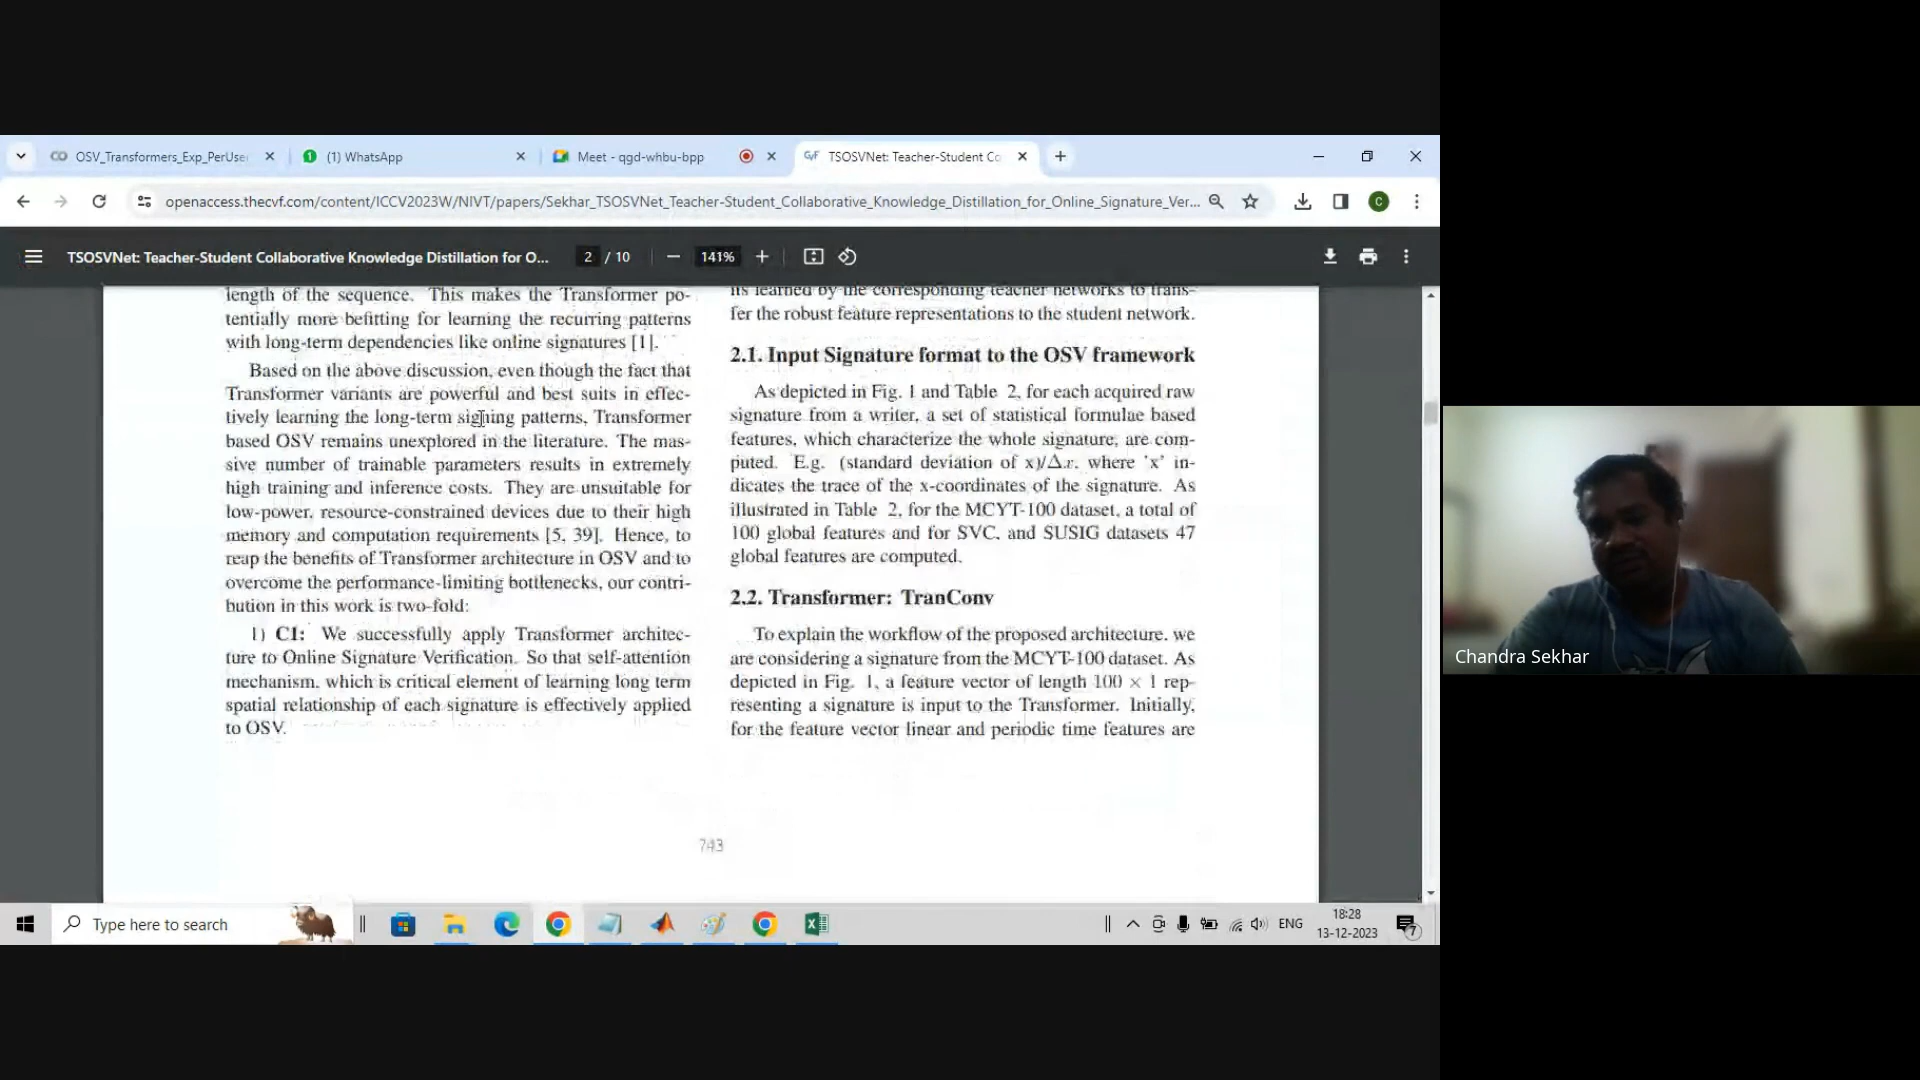 OSV_Transformers_Exp_PerUse
(1) WhatsApp
Meet - qgd-whbu-bpp
TSOSVNet: Teacher-Student Co
openaccess.thecvf.com/content/ICCV2023W/NIVT/papers/Sekhar_TSOSVNet_Teacher-Student_Collaborative_Knowledge_Distillation_for_Online_Signature_Ver...
TSOSVNet: Teacher-Student Collaborative Knowledge Distillation for O...
2 / 10
141%
length of the sequence. This makes the Transformer po-
tentially more befitting for learning the recurring patterns
with long-term dependencies like online signatures [1].
Based on the above discussion, even though the fact that
Transformer variants are powerful and best suits in effec-
tively learning the long-term signing patterns, Transformer
based OSV remains unexplored in the literature. The mas-
sive number of trainable parameters results in extremely
high training and inference costs. They are unsuitable for
low-power, resource-constrained devices due to their high
memory and computation requirements [5, 39]. Hence, to
reap the benefits of Transformer architecture in OSV and to
overcome the performance-limiting bottlenecks, our contri-
bution in this work is two-fold:
1) C1: We successfully apply Transformer architec-
ture to Online Signature Verification. So that self-attention
mechanism, which is critical element of learning long term
spatial relationship of each signature is effectively applied
to OSV.
its learned by the corresponding teacher networks to trans-
fer the robust feature representations to the student network.
2.1. Input Signature format to the OSV framework
As depicted in Fig. 1 and Table 2, for each acquired raw
signature from a writer, a set of statistical formulae based
features, which characterize the whole signature, are com-
puted. E.g. (standard deviation of x)/Δx, where 'x' in-
dicates the trace of the x-coordinates of the signature. As
illustrated in Table 2, for the MCYT-100 dataset, a total of
100 global features and for SVC, and SUSIG datasets 47
global features are computed.
2.2. Transformer: TranConv
To explain the workflow of the proposed architecture, we
are considering a signature from the MCYT-100 dataset. As
depicted in Fig. 1, a feature vector of length 100 × 1 rep-
resenting a signature is input to the Transformer. Initially,
for the feature vector linear and periodic time features are
743
Chandra Sekhar
Type here to search
ENG
18:28
13-12-2023
7